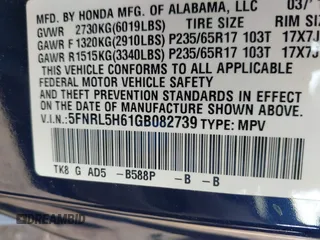 MFD. BY HONDA MFG. OF ALABAMA, LLC 03/
GVWR 2730KG(6019LBS) TIRE SIZE RIM SI
GAWR F 1320KG(2910LBS) P235/65R17 103T 17X7J
GAWR R 1515KG(3340LBS) P235/65R17 103T 17X7J
THIS VEHICLE CONFORMS TO ALL APPLICABLE
FEDERAL MOTOR VEHICLE SAFETY AND
THEFT PREVENTION STANDARDS IN EFFECT
ON THE DATE OF MANUFACTURE SHOWN ABOVE.
V.I.N.: 5FNRL5H61GB082739 TYPE: MPV
TK8 G AD5 -B588P -B -B
DREAMBID